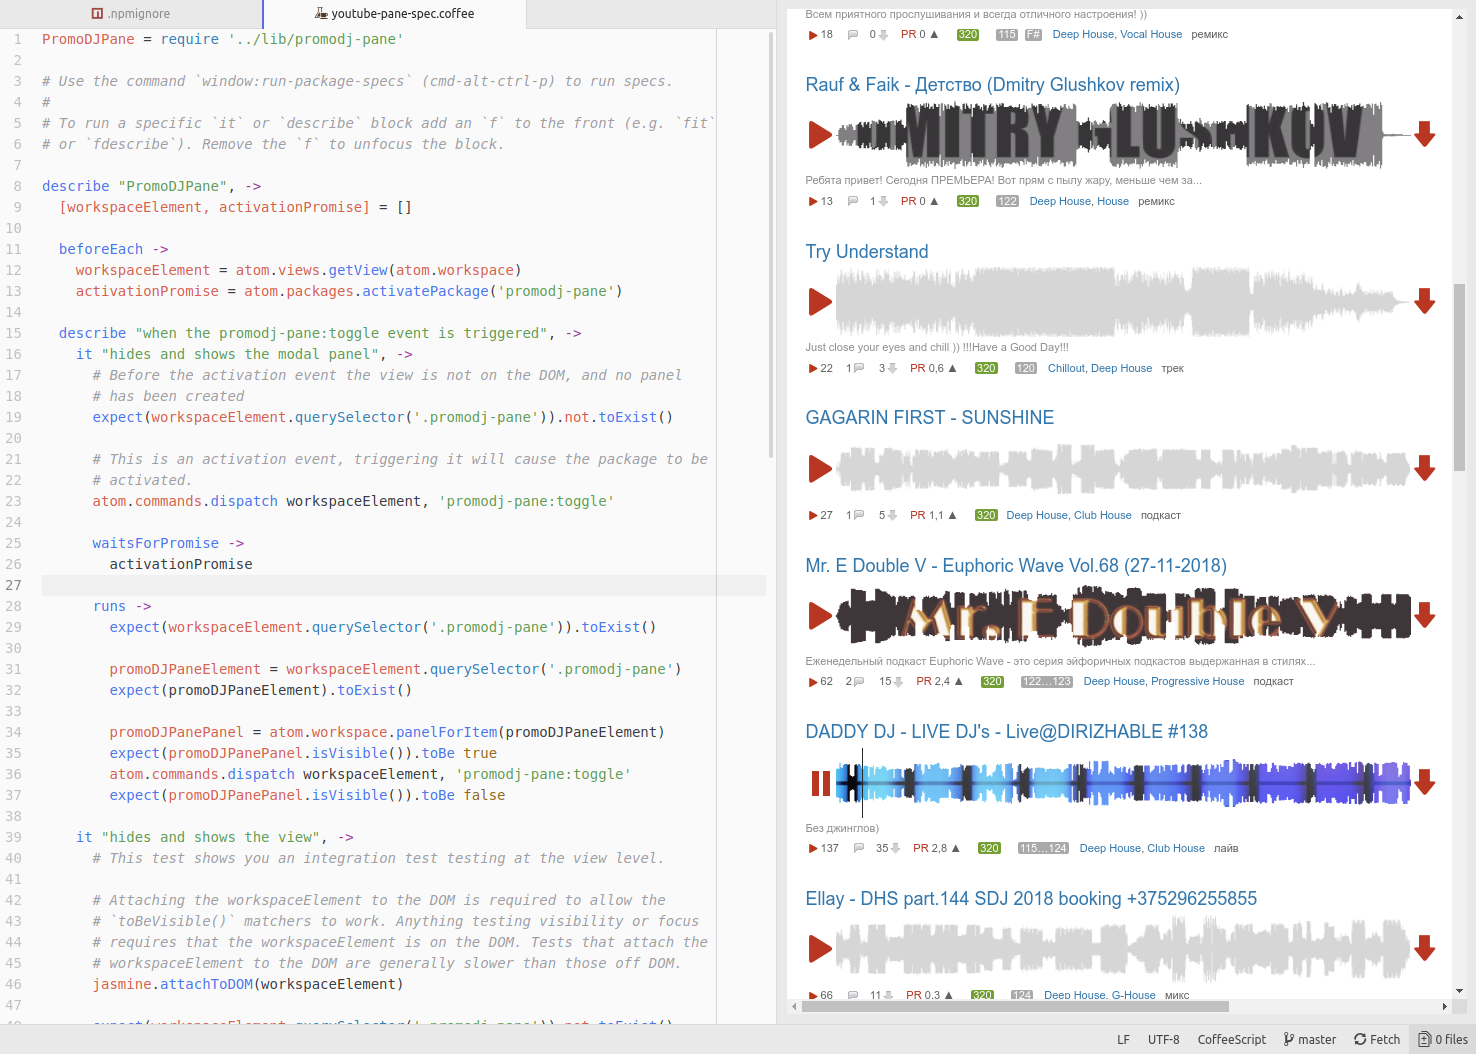 .npmignore
youtube-pane-spec.coffee
1 PromoDJPane = require '../lib/promodj-pane'
2
3 # Use the command `window:run-package-specs` (cmd-alt-ctrl-p) to run specs.
4 #
5 # To run a specific `it` or `describe` block add an `f` to the front (e.g. `fit`
6 # or `fdescribe`). Remove the `f` to unfocus the block.
7
8 describe "PromoDJPane", ->
9 [workspaceElement, activationPromise] = []
10
11 beforeEach ->
12 workspaceElement = atom.views.getView(atom.workspace)
13 activationPromise = atom.packages.activatePackage('promodj-pane')
14
15 describe "when the promodj-pane:toggle event is triggered", ->
16 it "hides and shows the modal panel", ->
17 # Before the activation event the view is not on the DOM, and no panel
18 # has been created
19 expect(workspaceElement.querySelector('.promodj-pane')).not.toExist()
20
21 # This is an activation event, triggering it will cause the package to be
22 # activated.
23 atom.commands.dispatch workspaceElement, 'promodj-pane:toggle'
24
25 waitsForPromise ->
26 activationPromise
27
28 runs ->
29 expect(workspaceElement.querySelector('.promodj-pane')).toExist()
30
31 promoDJPaneElement = workspaceElement.querySelector('.promodj-pane')
32 expect(promoDJPaneElement).toExist()
33
34 promoDJPanePanel = atom.workspace.panelForItem(promoDJPaneElement)
35 expect(promoDJPanePanel.isVisible()).toBe true
36 atom.commands.dispatch workspaceElement, 'promodj-pane:toggle'
37 expect(promoDJPanePanel.isVisible()).toBe false
38
39 it "hides and shows the view", ->
40 # This test shows you an integration test testing at the view level.
41
42 # Attaching the workspaceElement to the DOM is required to allow the
43 # `toBeVisible()` matchers to work. Anything testing visibility or focus
44 # requires that the workspaceElement is on the DOM. Tests that attach the
45 # workspaceElement to the DOM are generally slower than those off DOM.
46 jasmine.attachToDOM(workspaceElement)
47
48 expect(workspaceElement.querySelector('.promodj-pane')).not.toExist()
Всем приятного прослушивания и всегда отличного настроения! ))
18 0 PR 0 ▲ 320 115 F# Deep House, Vocal House ремикс
Rauf & Faik - Детство (Dmitry Glushkov remix)
MITRY GLUSHKOV
Ребята привет! Сегодня ПРЕМЬЕРА! Вот прям с пылу жару, меньше чем за...
13 1 PR 0 ▲ 320 122 Deep House, House ремикс
Try Understand
Just close your eyes and chill )) !!!Have a Good Day!!!
22 1 3 PR 0,6 ▲ 320 120 Chillout, Deep House трек
GAGARIN FIRST - SUNSHINE
27 1 5 PR 1,1 ▲ 320 Deep House, Club House подкаст
Mr. E Double V - Euphoric Wave Vol.68 (27-11-2018)
Mr. E Double V
Еженедельный подкаст Euphoric Wave - это серия эйфоричных подкастов выдержанная в стилях...
62 2 15 PR 2,4 ▲ 320 122...123 Deep House, Progressive House подкаст
DADDY DJ - LIVE DJ's - Live@DIRIZHABLE #138
Без джинглов)
137 35 PR 2,8 ▲ 320 115...124 Deep House, Club House лайв
Ellay - DHS part.144 SDJ 2018 booking +375296255855
66 11 PR 0,3 ▲ 320 124 Deep House, G-House микс
LF UTF-8 CoffeeScript master Fetch 0 files